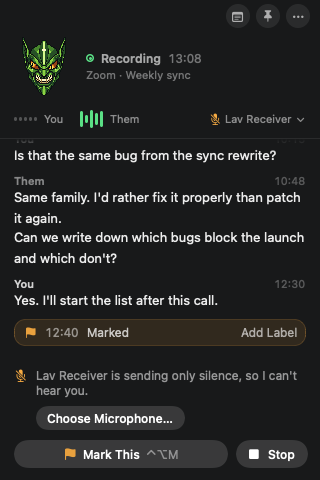 Recording 13:08
Zoom · Weekly sync
You
Them
Lav Receiver
You
Is that the same bug from the sync rewrite?
Them 10:48
Same family. I'd rather fix it properly than patch
it again.
Can we write down which bugs block the launch
and which don't?
You 12:30
Yes. I'll start the list after this call.
12:40 Marked Add Label
Lav Receiver is sending only silence, so I can't
hear you.
Choose Microphone...
Mark This ⌃⌥M
Stop